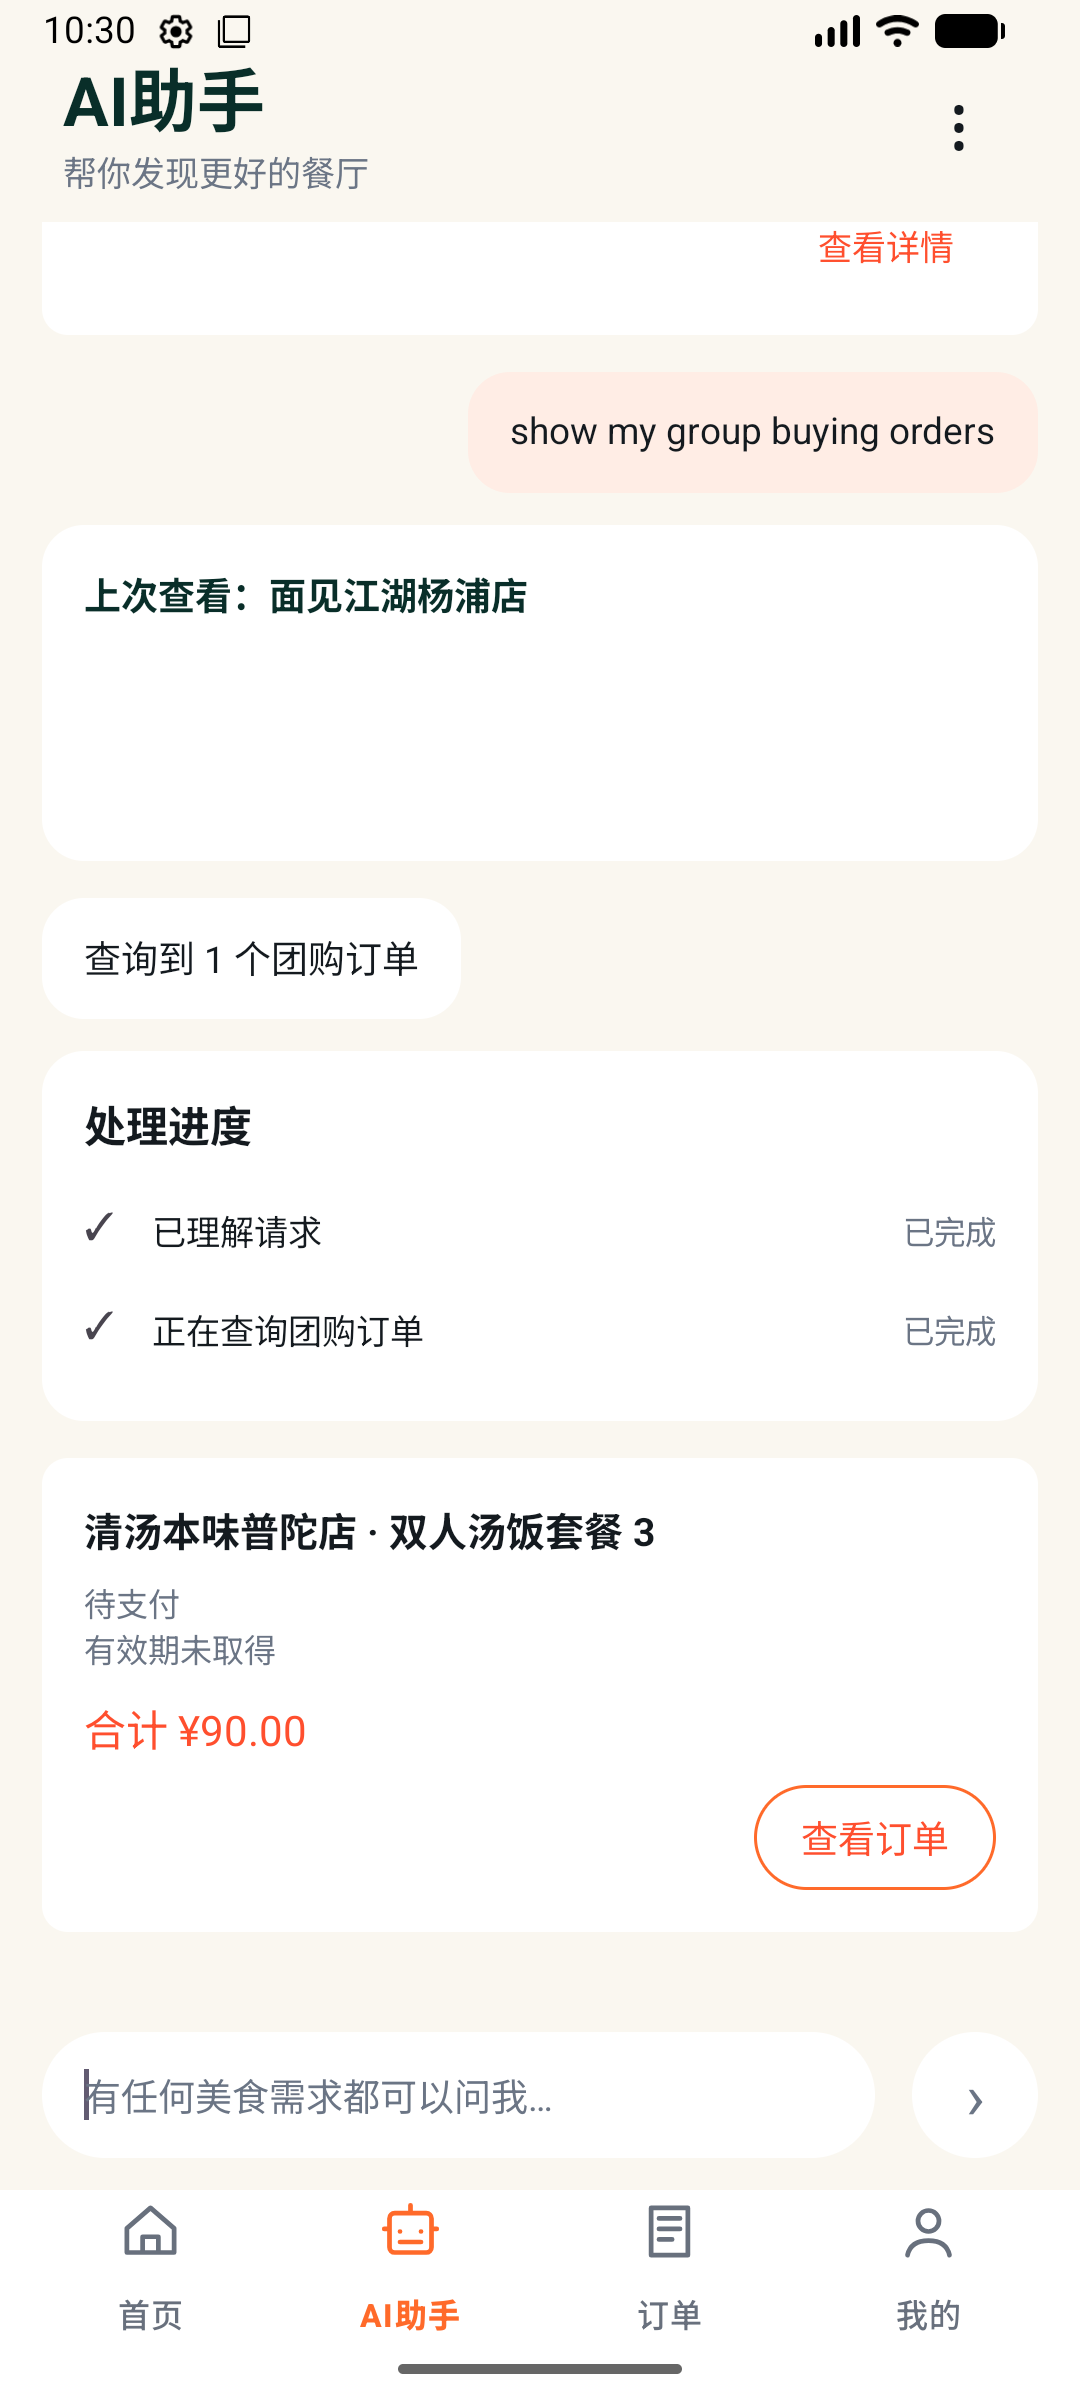 10:30
AI助手
帮你发现更好的餐厅
查看详情
show my group buying orders
上次查看：面见江湖杨浦店
查询到 1 个团购订单
处理进度
✓ 已理解请求 已完成
✓ 正在查询团购订单 已完成
清汤本味普陀店 · 双人汤饭套餐 3
待支付
有效期未取得
合计 ¥90.00
查看订单
有任何美食需求都可以问我...
首页 AI助手 订单 我的